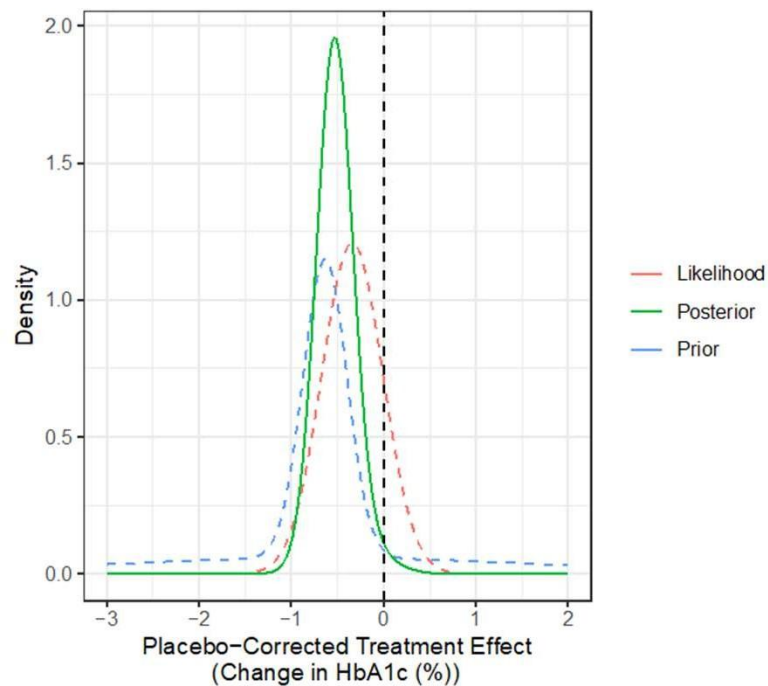 2.0
1.5
1.0
0.5
0.0
Density
−3 −2 −1 0 1 2
Placebo−Corrected Treatment Effect
(Change in HbA1c (%))
Likelihood
Posterior
Prior